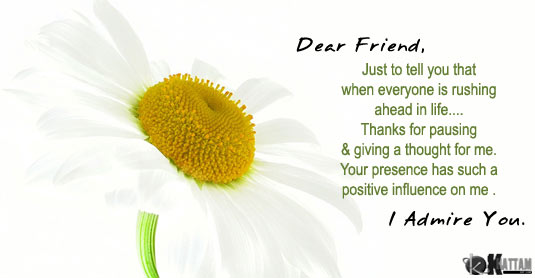 Dear Friend,
Just to tell you that
when everyone is rushing
ahead in life....
Thanks for pausing
& giving a thought for me.
Your presence has such a
positive influence on me .
I Admire You.